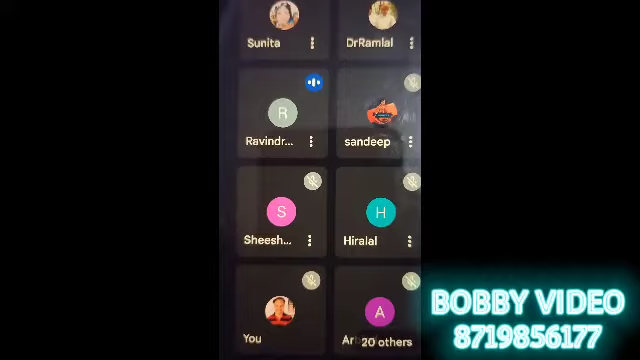 Sunita
DrRamlal
R
Ravindr...
sandeep
S
H
Sheesh...
Hiralal
A
You
20 others
BOBBY VIDEO
8719856177